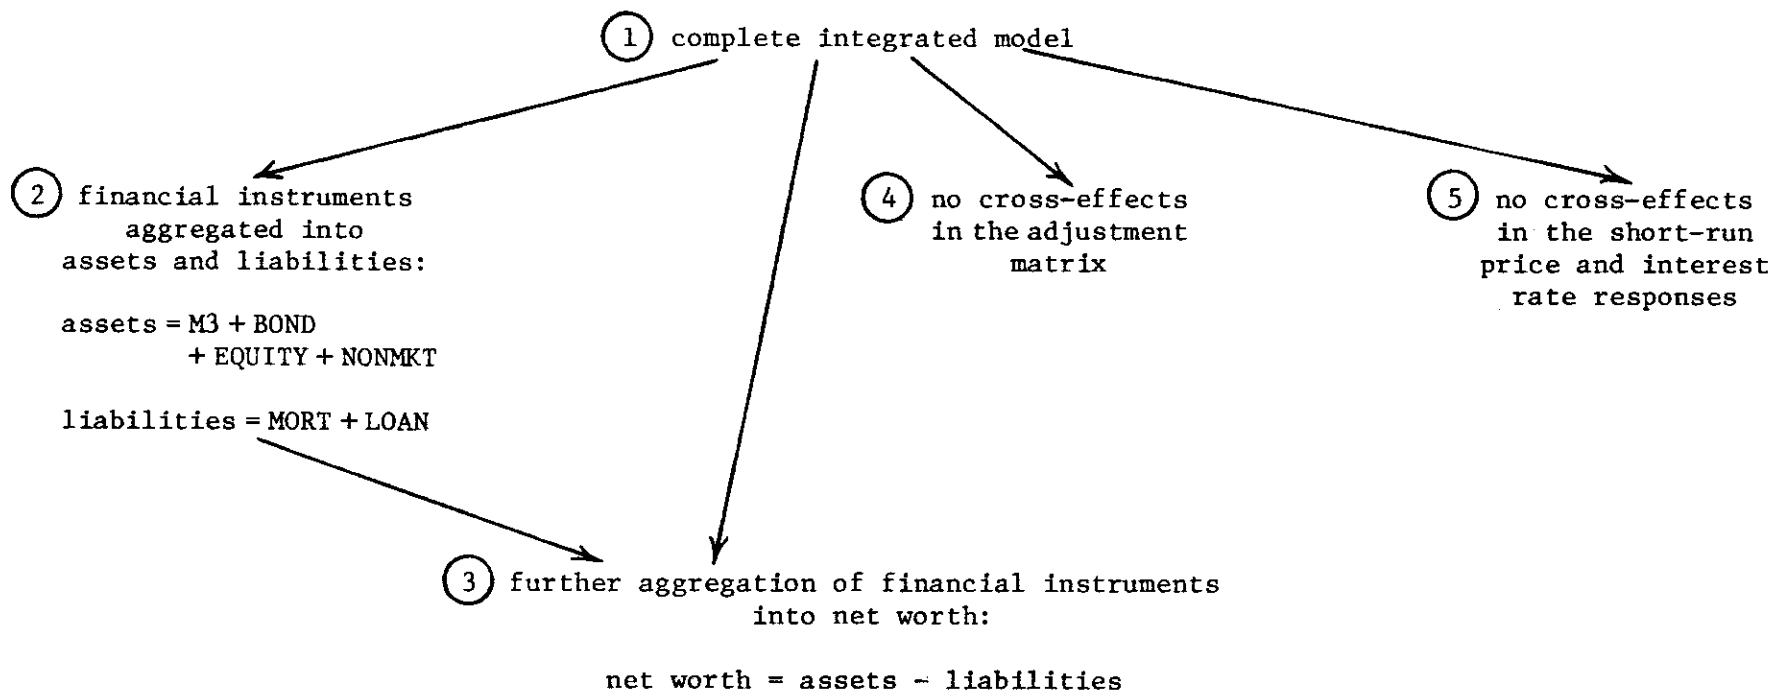 1 complete integrated model
2 financial instruments
aggregated into
assets and liabilities:
assets = M3 + BOND
+ EQUITY + NONMKT
liabilities = MORT + LOAN
4 no cross-effects
in the adjustment
matrix
5 no cross-effects
in the short-run
price and interest
rate responses
3 further aggregation of financial instruments
into net worth:
net worth = assets - liabilities